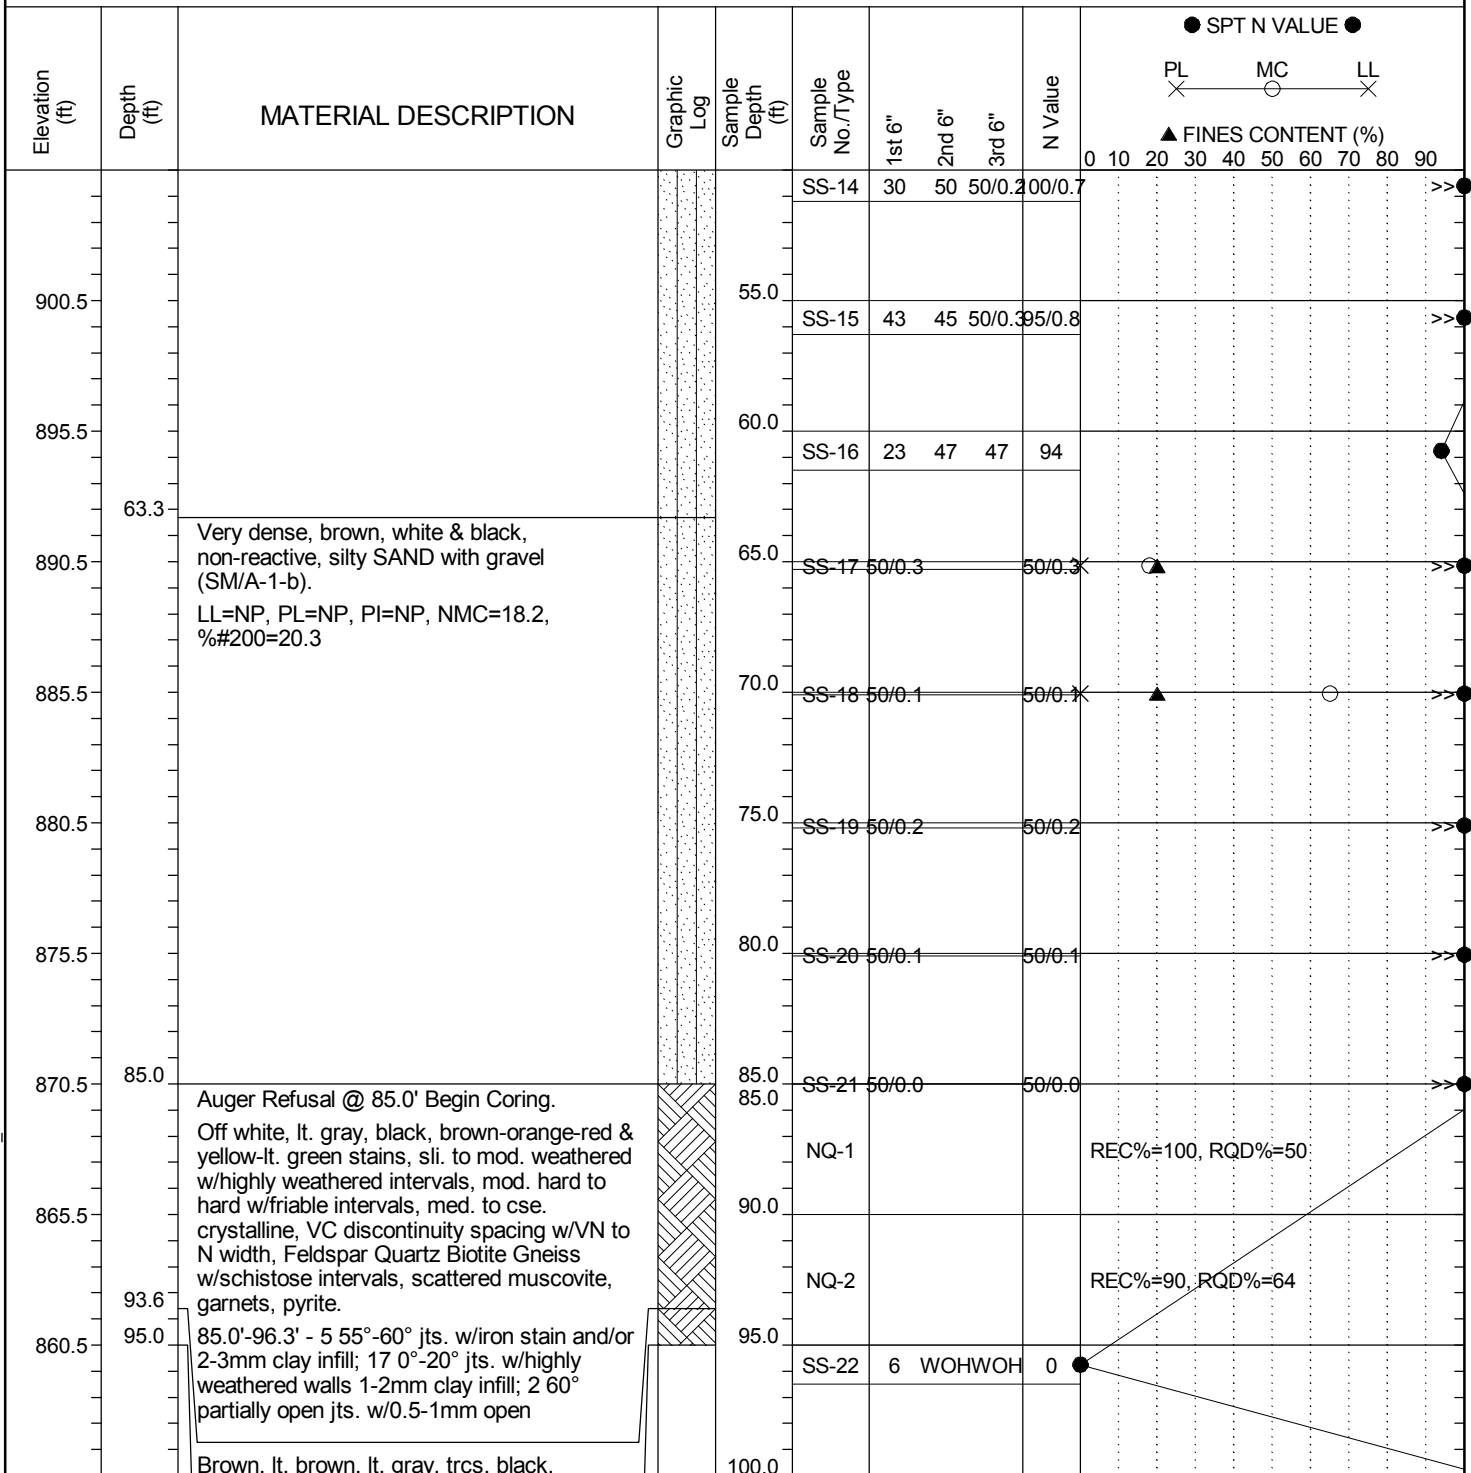 ● SPT N VALUE ●
PL MC LL
▲ FINES CONTENT (%)
0 10 20 30 40 50 60 70 80 90
Elevation (ft)
Depth (ft)
MATERIAL DESCRIPTION
Graphic Log
Sample Depth (ft)
Sample No./Type
1st 6"
2nd 6"
3rd 6"
N Value
SS-14 30 50 50/0.2 100/0.7 >>
900.5 55.0
SS-15 43 45 50/0.3 95/0.8 >>
895.5 60.0
SS-16 23 47 47 94
63.3
Very dense, brown, white & black,
non-reactive, silty SAND with gravel
(SM/A-1-b).
LL=NP, PL=NP, PI=NP, NMC=18.2,
%#200=20.3
890.5 65.0
SS-17 50/0.3 50/0.3 >>
885.5 70.0
SS-18 50/0.1 50/0.1 >>
880.5 75.0
SS-19 50/0.2 50/0.2 >>
875.5 80.0
SS-20 50/0.1 50/0.1 >>
870.5 85.0 85.0
SS-21 50/0.0 50/0.0 >>
85.0
Auger Refusal @ 85.0' Begin Coring.
Off white, lt. gray, black, brown-orange-red &
yellow-lt. green stains, sli. to mod. weathered
w/highly weathered intervals, mod. hard to
hard w/friable intervals, med. to cse.
crystalline, VC discontinuity spacing w/VN to
N width, Feldspar Quartz Biotite Gneiss
w/schistose intervals, scattered muscovite,
garnets, pyrite.
NQ-1 REC%=100, RQD%=50
865.5 90.0
NQ-2 REC%=90, RQD%=64
93.6
860.5 95.0 95.0
85.0'-96.3' - 5 55°-60° jts. w/iron stain and/or
2-3mm clay infill; 17 0°-20° jts. w/highly
weathered walls 1-2mm clay infill; 2 60°
partially open jts. w/0.5-1mm open
SS-22 6 WOH WOH 0
Brown, lt. brown, lt. gray, trcs. black,
100.0